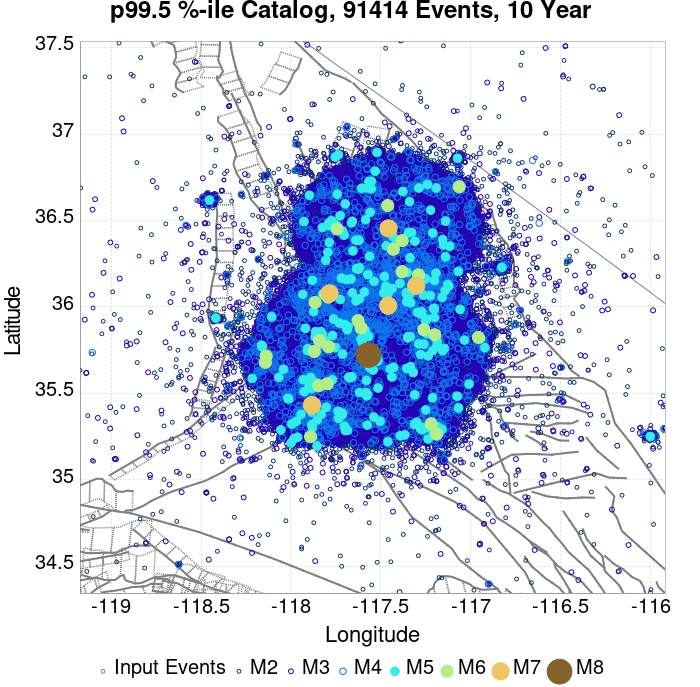 p99.5 %-ile Catalog, 91414 Events, 10 Year
37.5
37
36.5
36
35.5
35
34.5
Latitude
-119 -118.5 -118 -117.5 -117 -116.5 -116
Longitude
Input Events M2 M3 M4 M5 M6 M7 M8